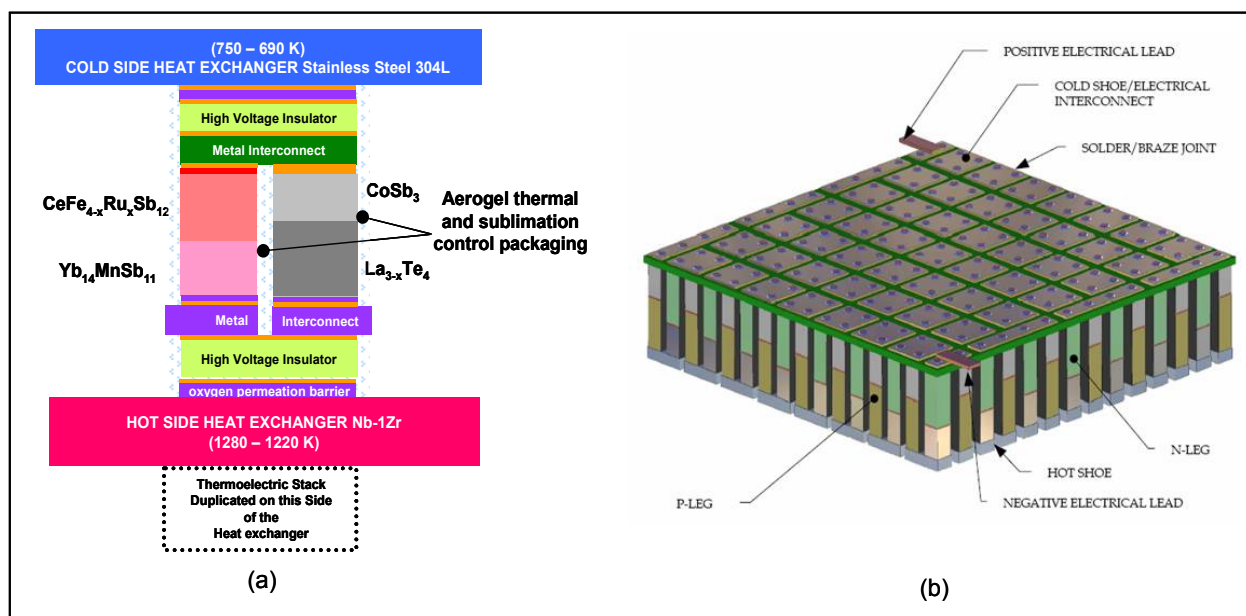 (750 – 690 K)
COLD SIDE HEAT EXCHANGER Stainless Steel 304L
High Voltage Insulator
Metal Interconnect
CeFe4-xRuxSb12
CoSb3
Aerogel thermal
and sublimation
control packaging
Yb14MnSb11
La3-xTe4
Metal Interconnect
High Voltage Insulator
oxygen permeation barrier
HOT SIDE HEAT EXCHANGER Nb-1Zr
(1280 – 1220 K)
Thermoelectric Stack
Duplicated on this Side
of the
Heat exchanger
(a)
POSITIVE ELECTRICAL LEAD
COLD SHOE/ELECTRICAL
INTERCONNECT
SOLDER/BRAZE JOINT
N-LEG
HOT SHOE
P-LEG
NEGATIVE ELECTRICAL LEAD
(b)